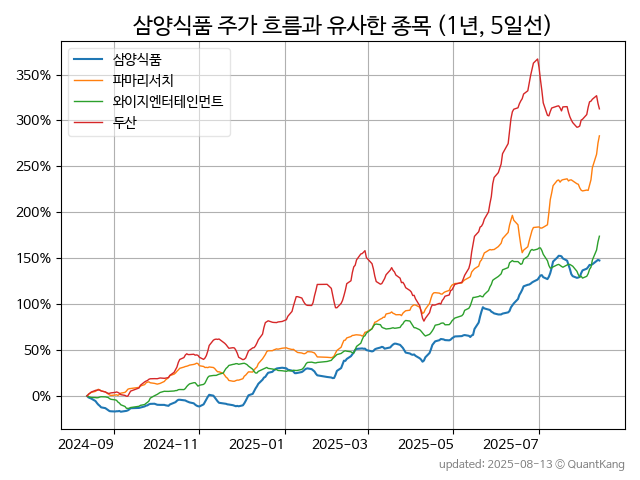 삼양식품 주가 흐름과 유사한 종목 (1년, 5일선)
삼양식품
파마리서치
와이지엔터테인먼트
두산
350%
300%
250%
200%
150%
100%
50%
0%
2024-09 2024-11 2025-01 2025-03 2025-05 2025-07
updated: 2025-08-13 © QuantKang